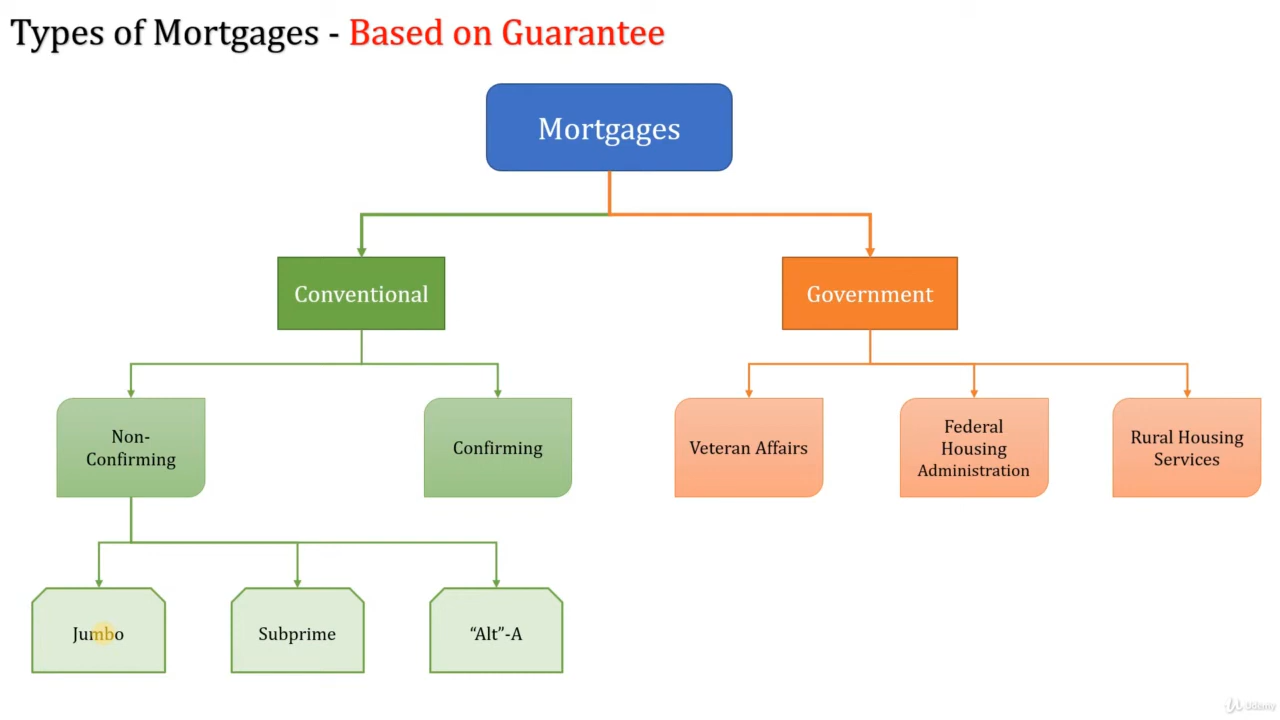 Types of Mortgages - Based on Guarantee
Mortgages
Conventional
Government
Non-
Confirming
Confirming
Veteran Affairs
Federal
Housing
Administration
Rural Housing
Services
Jumbo
Subprime
“Alt”-A
Udemy